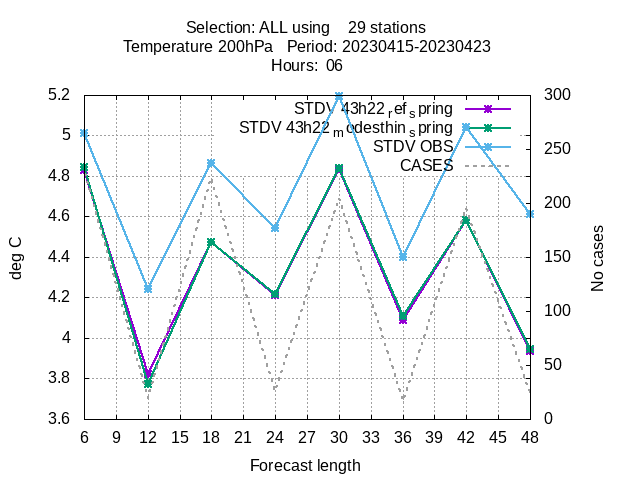 Selection: ALL using 29 stations
Temperature 200hPa Period: 20230415-20230423
Hours: 06
STDV 43h22_ref_spring
STDV 43h22_modesthin_spring
STDV OBS
CASES
5.2
5
4.8
4.6
4.4
4.2
4
3.8
3.6
deg C
300
250
200
150
100
50
0
No cases
6 9 12 15 18 21 24 27 30 33 36 39 42 45 48
Forecast length